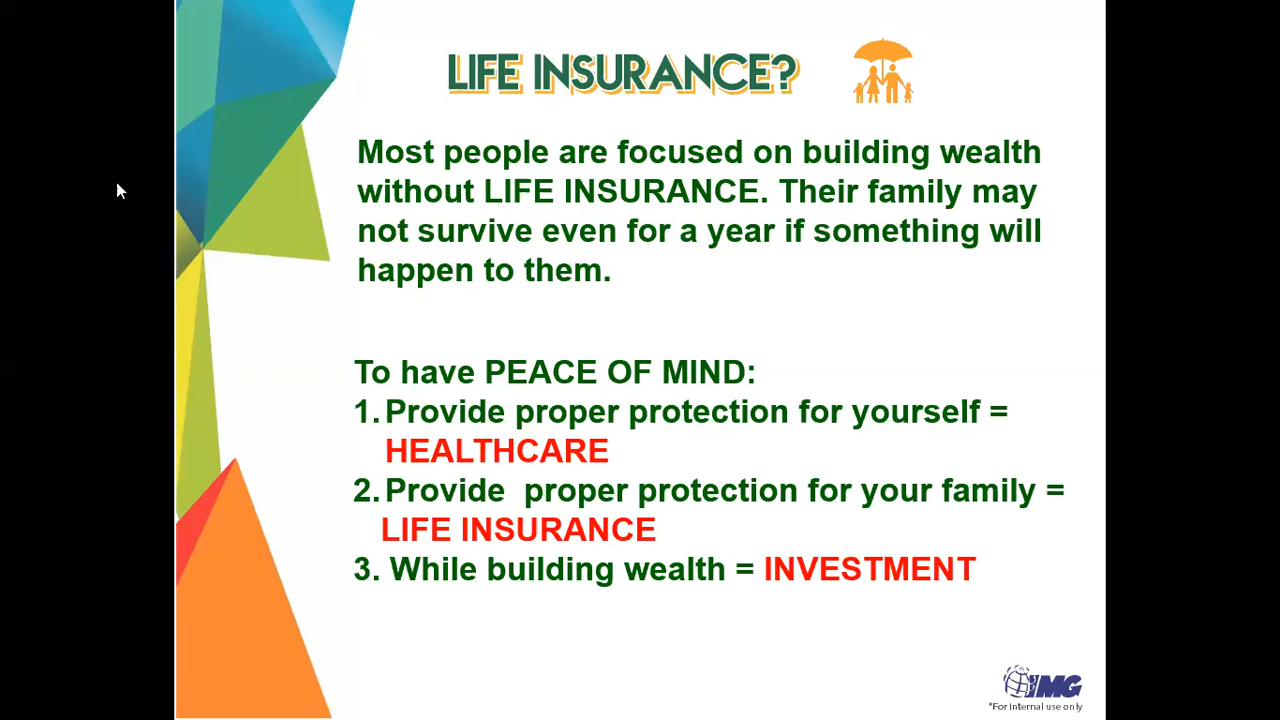 LIFE INSURANCE?
Most people are focused on building wealth
without LIFE INSURANCE. Their family may
not survive even for a year if something will
happen to them.
To have PEACE OF MIND:
1. Provide proper protection for yourself =
HEALTHCARE
2. Provide  proper protection for your family =
LIFE INSURANCE
3. While building wealth = INVESTMENT
IMG
*For internal use only